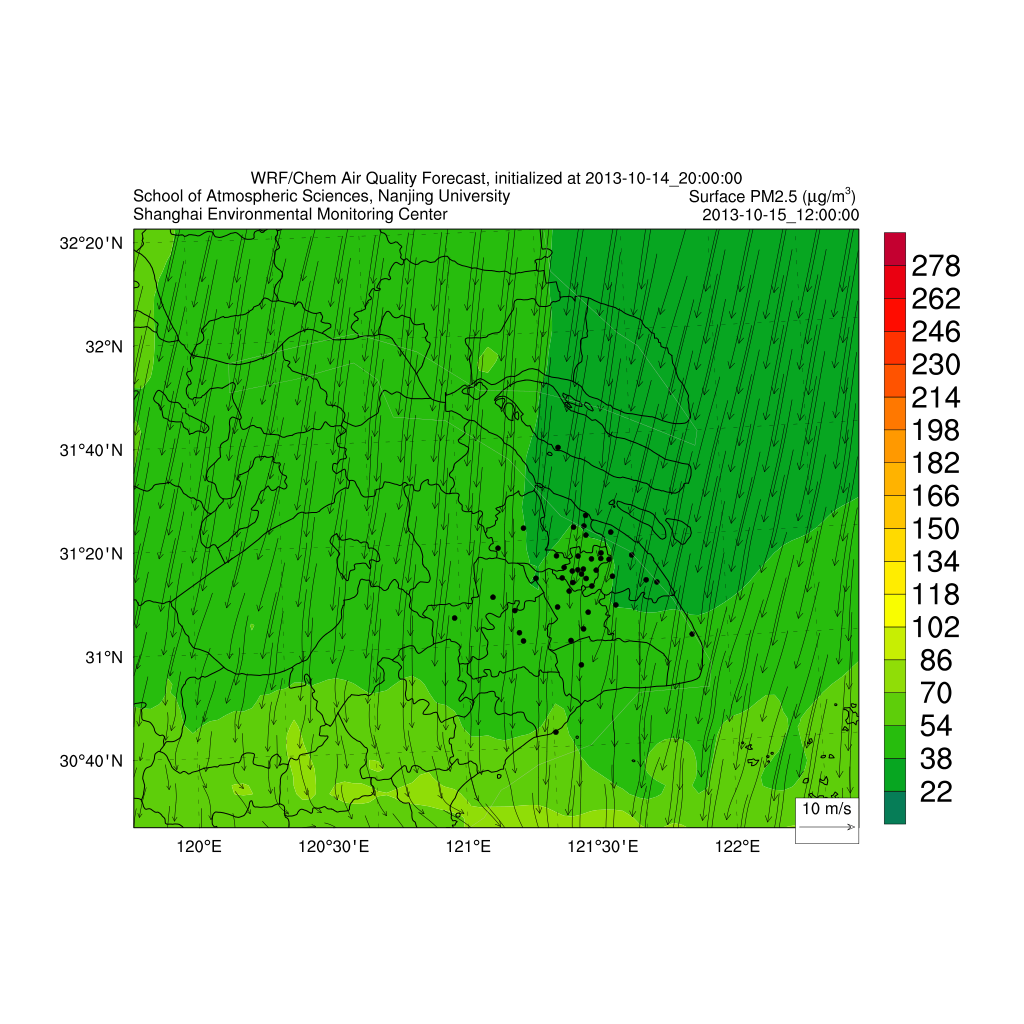 WRF/Chem Air Quality Forecast, initialized at 2013-10-14_20:00:00
School of Atmospheric Sciences, Nanjing University
Surface PM2.5 (μg/m³)
Shanghai Environmental Monitoring Center
2013-10-15_12:00:00
32°20'N
32°N
31°40'N
31°20'N
31°N
30°40'N
120°E
120°30'E
121°E
121°30'E
122°E
10 m/s
278
262
246
230
214
198
182
166
150
134
118
102
86
70
54
38
22